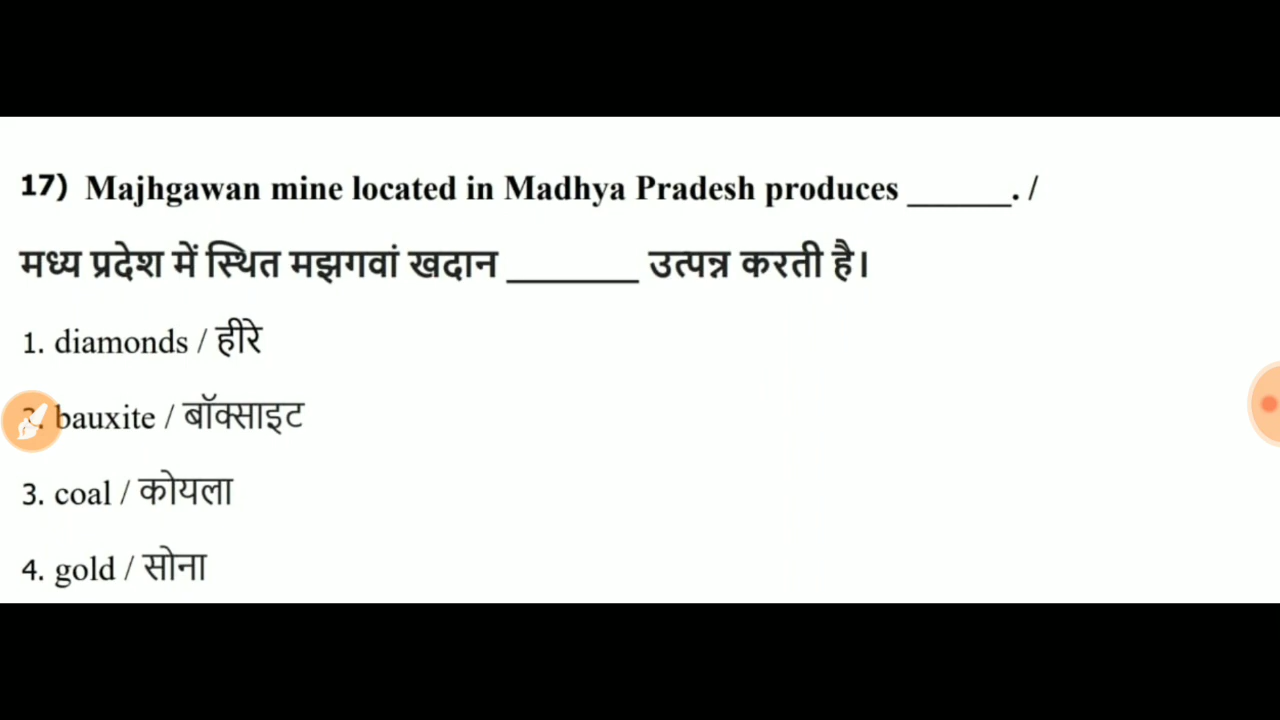 17) Majhgawan mine located in Madhya Pradesh produces ______. /
मध्य प्रदेश में स्थित मझगवां खदान _______ उत्पन्न करती है।
1. diamonds / हीरे
2. bauxite / बॉक्साइट
3. coal / कोयला
4. gold / सोना